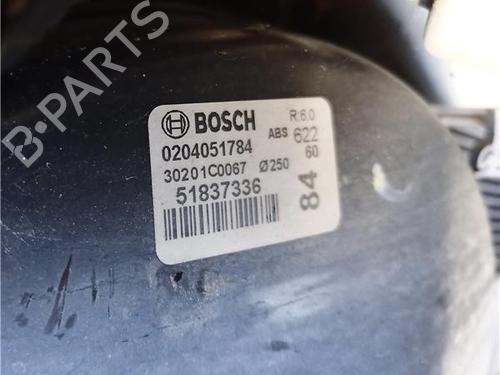 B-PARTS
BOSCH R:6.0
0204051784 ABS 622
30201C0067 Ø250 60
51837336
84